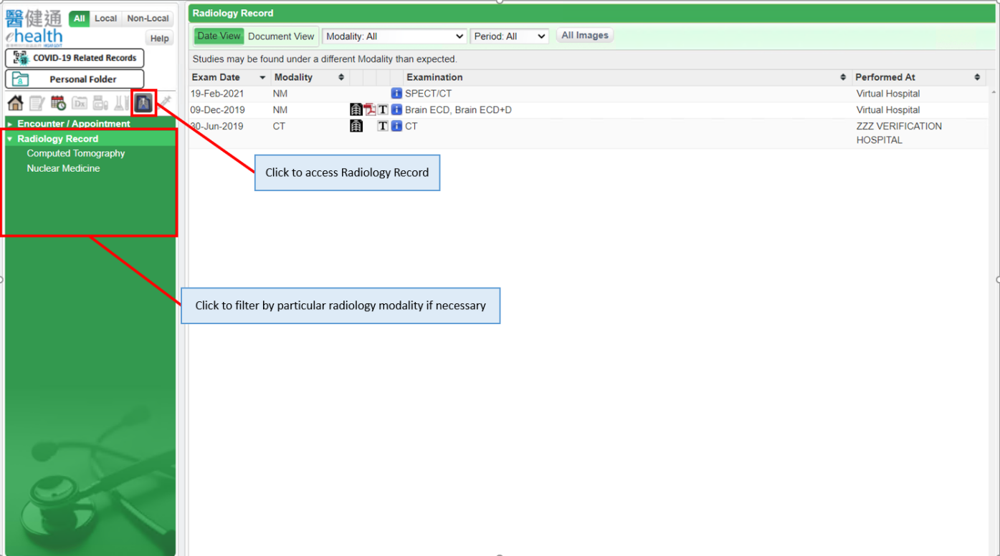 醫健通
ehealth
All Local Non-Local
Help
COVID-19 Related Records
Personal Folder
Dx
Encounter / Appointment
Radiology Record
Computed Tomography
Nuclear Medicine
Radiology Record
Date View Document View Modality: All Period: All All Images
Studies may be found under a different Modality than expected.
Exam Date Modality Examination Performed At
19-Feb-2021 NM i SPECT/CT Virtual Hospital
09-Dec-2019 NM T i Brain ECD, Brain ECD+D Virtual Hospital
30-Jun-2019 CT T i CT ZZZ VERIFICATION
HOSPITAL
Click to access Radiology Record
Click to filter by particular radiology modality if necessary